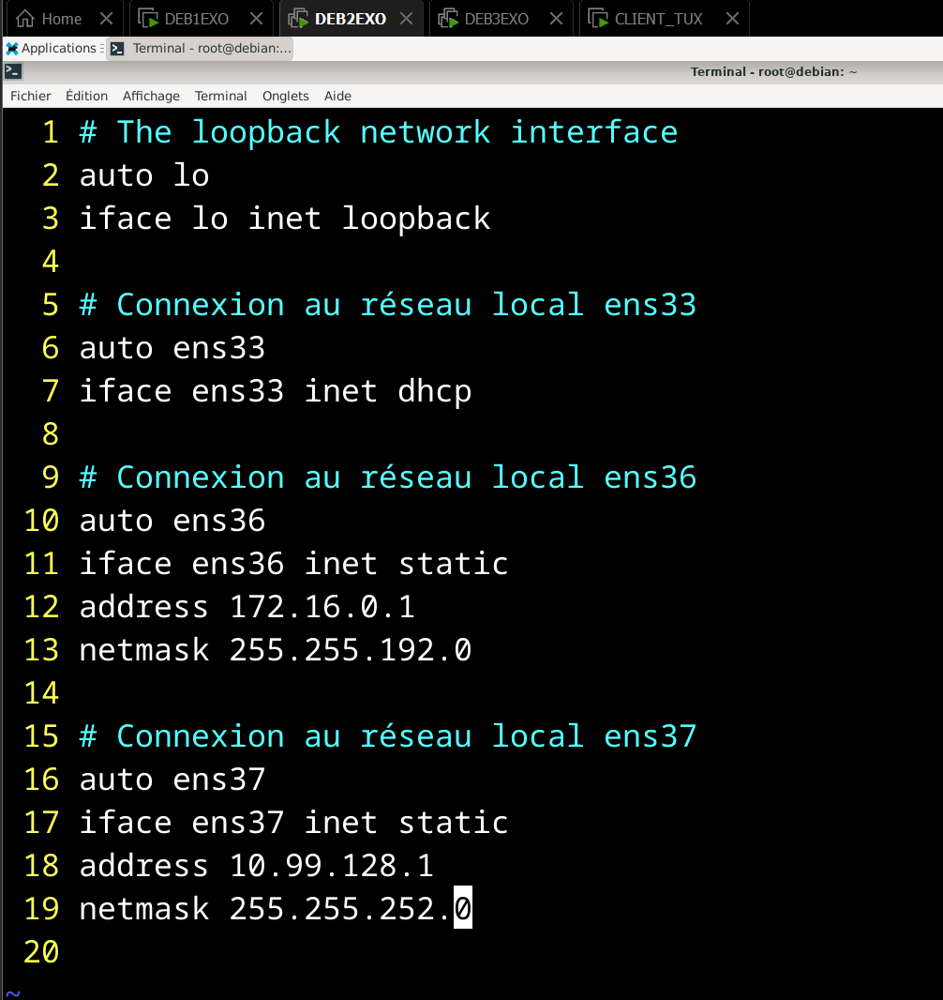 Home DEB1EXO DEB2EXO DEB3EXO CLIENT_TUX
Applications Terminal - root@debian:...
Terminal - root@debian: ~
Fichier Édition Affichage Terminal Onglets Aide
1 # The loopback network interface
2 auto lo
3 iface lo inet loopback
4
5 # Connexion au réseau local ens33
6 auto ens33
7 iface ens33 inet dhcp
8
9 # Connexion au réseau local ens36
10 auto ens36
11 iface ens36 inet static
12 address 172.16.0.1
13 netmask 255.255.192.0
14
15 # Connexion au réseau local ens37
16 auto ens37
17 iface ens37 inet static
18 address 10.99.128.1
19 netmask 255.255.252.0
20
~